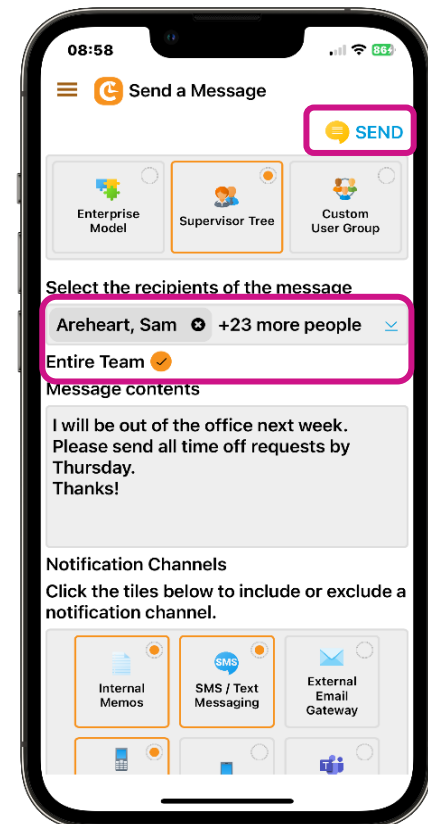 08:58
86
Send a Message
SEND
Enterprise
Model
Supervisor Tree
Custom
User Group
Select the recipients of the message
Areheart, Sam +23 more people
Entire Team
Message contents
I will be out of the office next week.
Please send all time off requests by
Thursday.
Thanks!
Notification Channels
Click the tiles below to include or exclude a
notification channel.
Internal
Memos
SMS
SMS / Text
Messaging
External
Email
Gateway